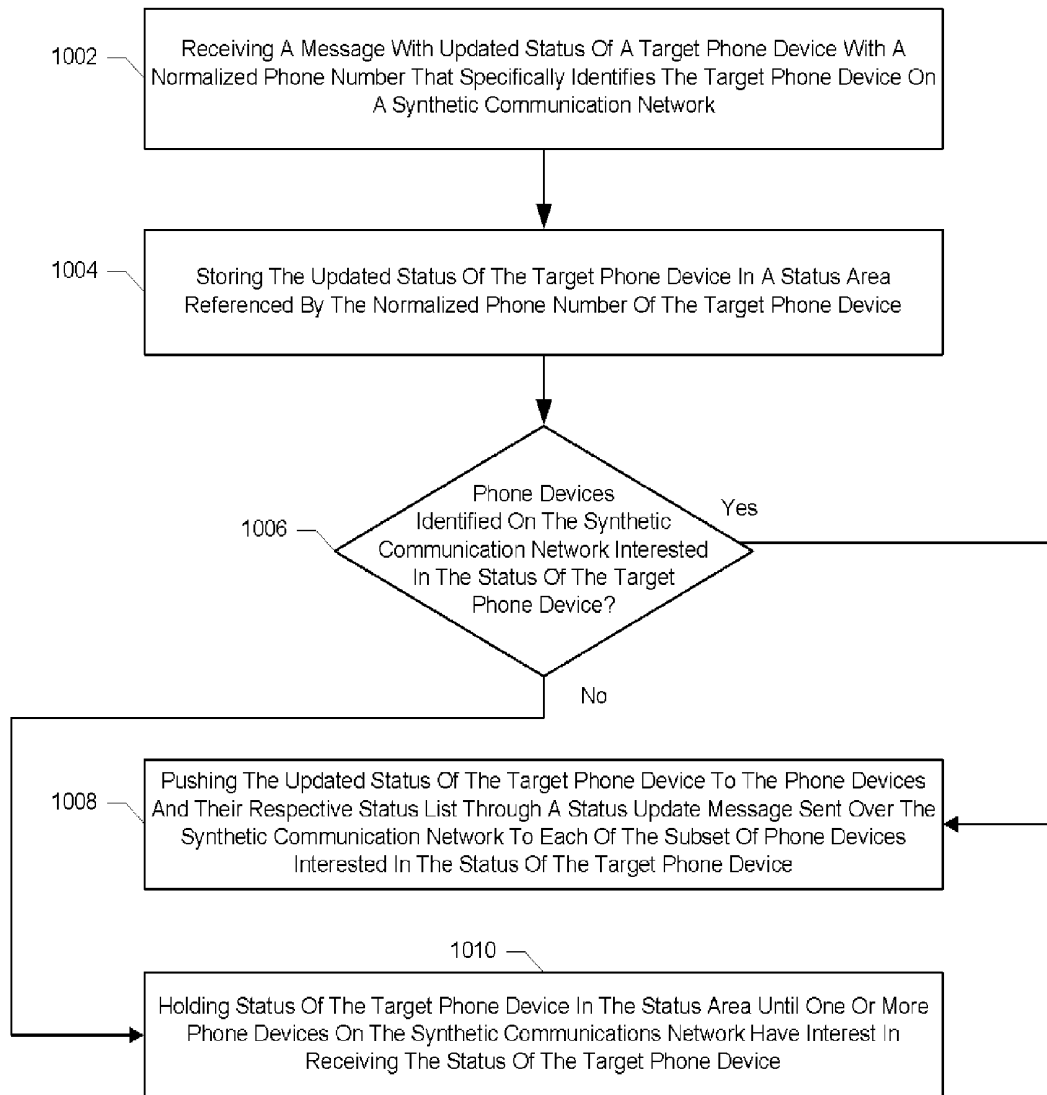 1002
Receiving A Message With Updated Status Of A Target Phone Device With A
Normalized Phone Number That Specifically Identifies The Target Phone Device On
A Synthetic Communication Network
1004
Storing The Updated Status Of The Target Phone Device In A Status Area
Referenced By The Normalized Phone Number Of The Target Phone Device
1006
Phone Devices
Identified On The Synthetic
Communication Network Interested
In The Status Of The Target
Phone Device?
Yes
No
1008
Pushing The Updated Status Of The Target Phone Device To The Phone Devices
And Their Respective Status List Through A Status Update Message Sent Over The
Synthetic Communication Network To Each Of The Subset Of Phone Devices
Interested In The Status Of The Target Phone Device
1010
Holding Status Of The Target Phone Device In The Status Area Until One Or More
Phone Devices On The Synthetic Communications Network Have Interest In
Receiving The Status Of The Target Phone Device